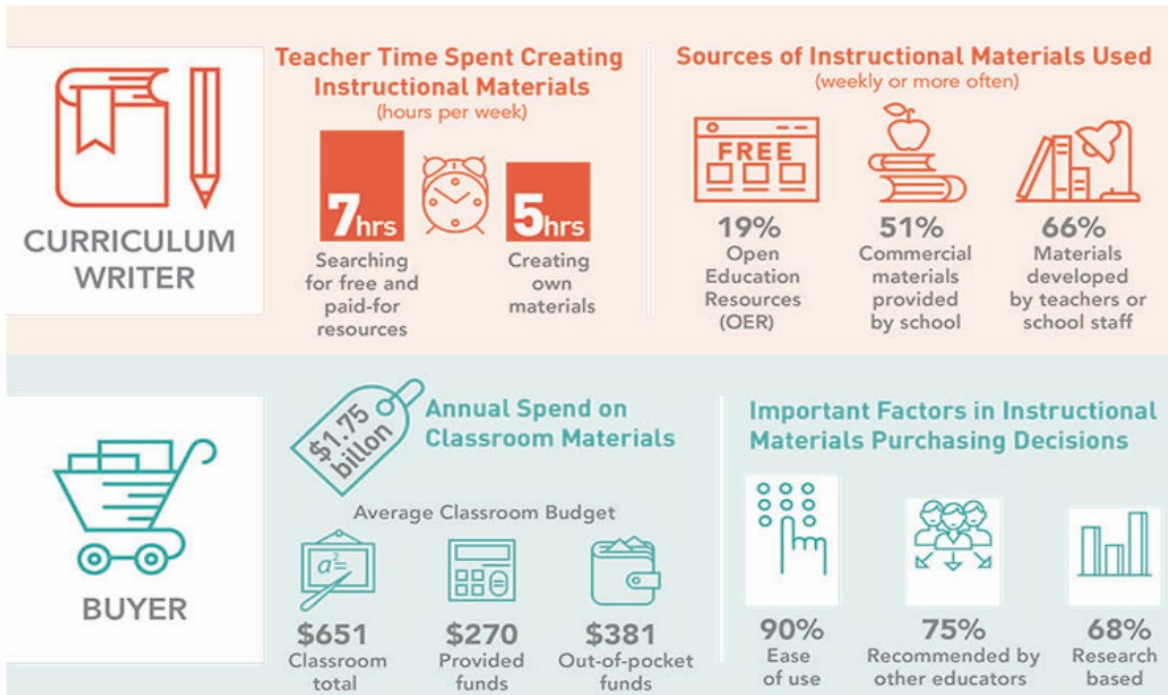 CURRICULUM
WRITER
Teacher Time Spent Creating
Instructional Materials
(hours per week)
7hrs
Searching
for free and
paid-for
resources
5hrs
Creating
own
materials
Sources of Instructional Materials Used
(weekly or more often)
FREE
19%
Open
Education
Resources
(OER)
51%
Commercial
materials
provided
by school
66%
Materials
developed
by teachers or
school staff
BUYER
$1.75
billon
Annual Spend on
Classroom Materials
Average Classroom Budget
a²=
$651
Classroom
total
$270
Provided
funds
$381
Out-of-pocket
funds
Important Factors in Instructional
Materials Purchasing Decisions
90%
Ease
of use
75%
Recommended by
other educators
68%
Research
based